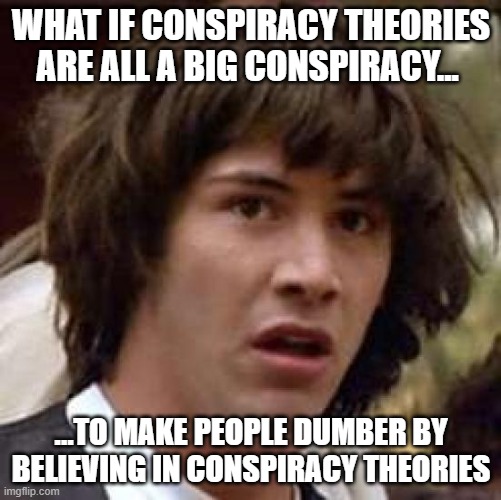 WHAT IF CONSPIRACY THEORIES
ARE ALL A BIG CONSPIRACY...
...TO MAKE PEOPLE DUMBER BY
BELIEVING IN CONSPIRACY THEORIES
imgflip.com